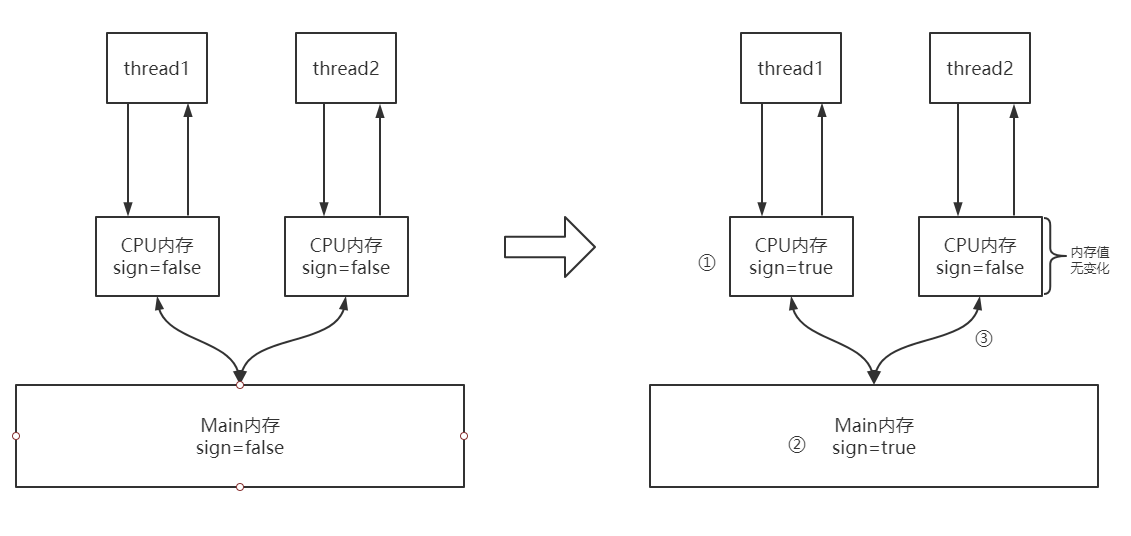 thread1
thread2
CPU内存
sign=false
CPU内存
sign=false
Main内存
sign=false
thread1
thread2
①
CPU内存
sign=true
CPU内存
sign=false
内存值
无变化
③
②
Main内存
sign=true